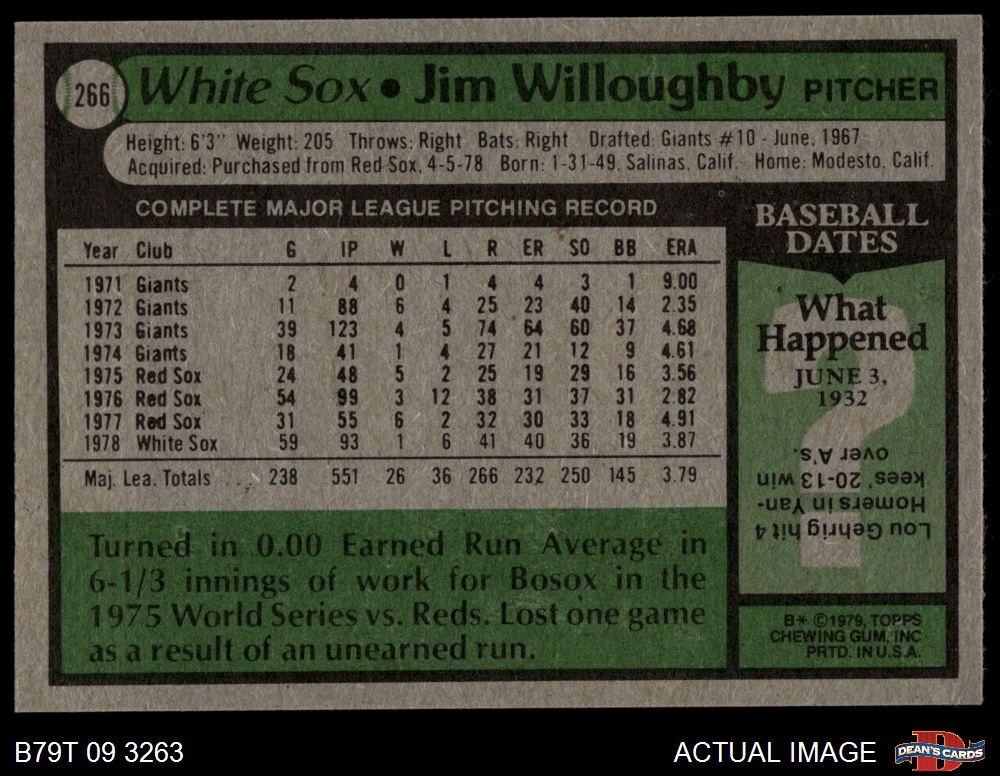 266 White Sox • Jim Willoughby PITCHER
Height: 6'3" Weight: 205 Throws: Right Bats: Right Drafted: Giants #10 - June, 1967
Acquired: Purchased from Red Sox, 4-5-78 Born: 1-31-49, Salinas, Calif. Home: Modesto, Calif.
COMPLETE MAJOR LEAGUE PITCHING RECORD
Year Club G IP W L R ER SO BB ERA
1971 Giants 2 4 0 1 4 4 3 1 9.00
1972 Giants 11 88 6 4 25 23 40 14 2.35
1973 Giants 39 123 4 5 74 64 60 37 4.68
1974 Giants 18 41 1 4 27 21 12 9 4.61
1975 Red Sox 24 48 5 2 25 19 29 16 3.56
1976 Red Sox 54 99 3 12 38 31 37 31 2.82
1977 Red Sox 31 55 6 2 32 30 33 18 4.91
1978 White Sox 59 93 1 6 41 40 36 19 3.87
Maj. Lea. Totals ... 238 551 26 36 266 232 250 145 3.79
Turned in 0.00 Earned Run Average in
6-1/3 innings of work for Bosox in the
1975 World Series vs. Reds. Lost one game
as a result of an unearned run.
BASEBALL
DATES
?
What
Happened
JUNE 3,
1932
Lou Gehrig hit 4
Homers in Yan-
kees' 20-13 win
over A's.
B* ©1979, TOPPS
CHEWING GUM, INC
PRTD. IN U.S.A.
B79T 09 3263
ACTUAL IMAGE
DEAN'S CARDS